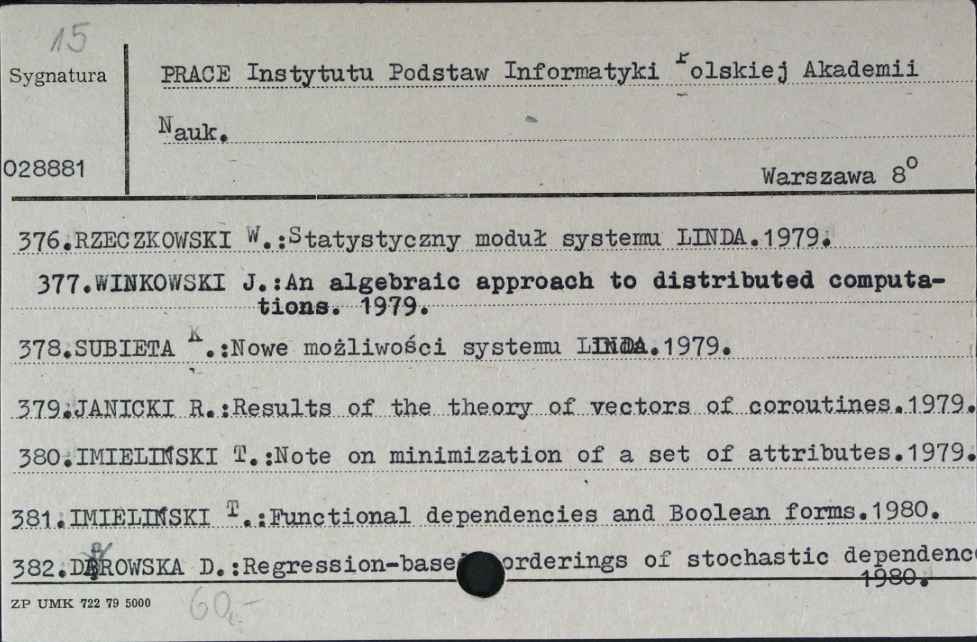 15
Sygnatura
PRACE Instytutu Podstaw Informatyki Polskiej Akademii
Nauk.
028881
Warszawa 8°
376.RZECZKOWSKI W.:Statystyczny moduł systemu LINDA.1979.
377.WINKOWSKI J.:An algebraic approach to distributed computa-
tions. 1979.
378.SUBIETA K.:Nowe możliwości systemu LINDA.1979.
379.JANICKI R.:Results of the theory of vectors of coroutines.1979.
380.IMIELIŃSKI T.:Note on minimization of a set of attributes.1979.
381.IMIELIŃSKI T.:Functional dependencies and Boolean forms.1980.
382.DĄBROWSKA D.:Regression-based orderings of stochastic dependenc
1980.
ZP UMK 722 79 5000
60,-